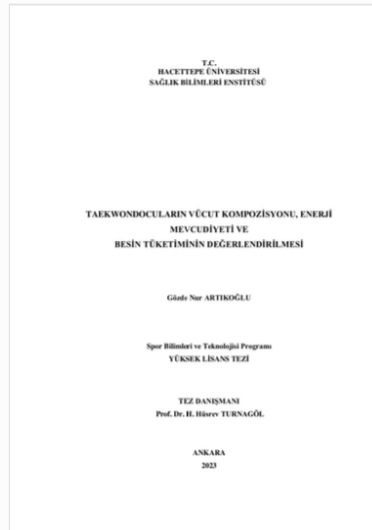 T.C.
HACETTEPE ÜNİVERSİTESİ
SAĞLIK BİLİMLERİ ENSTİTÜSÜ
TAEKWONDOCULARIN VÜCUT KOMPOZİSYONU, ENERJİ
MEVCUDİYETİ VE
BESİN TÜKETİMİNİN DEĞERLENDİRİLMESİ
Gözde Nur ARTIKOĞLU
Spor Bilimleri ve Teknolojisi Programı
YÜKSEK LİSANS TEZİ
TEZ DANIŞMANI
Prof. Dr. H. Hüsrev TURNAGÖL
ANKARA
2023